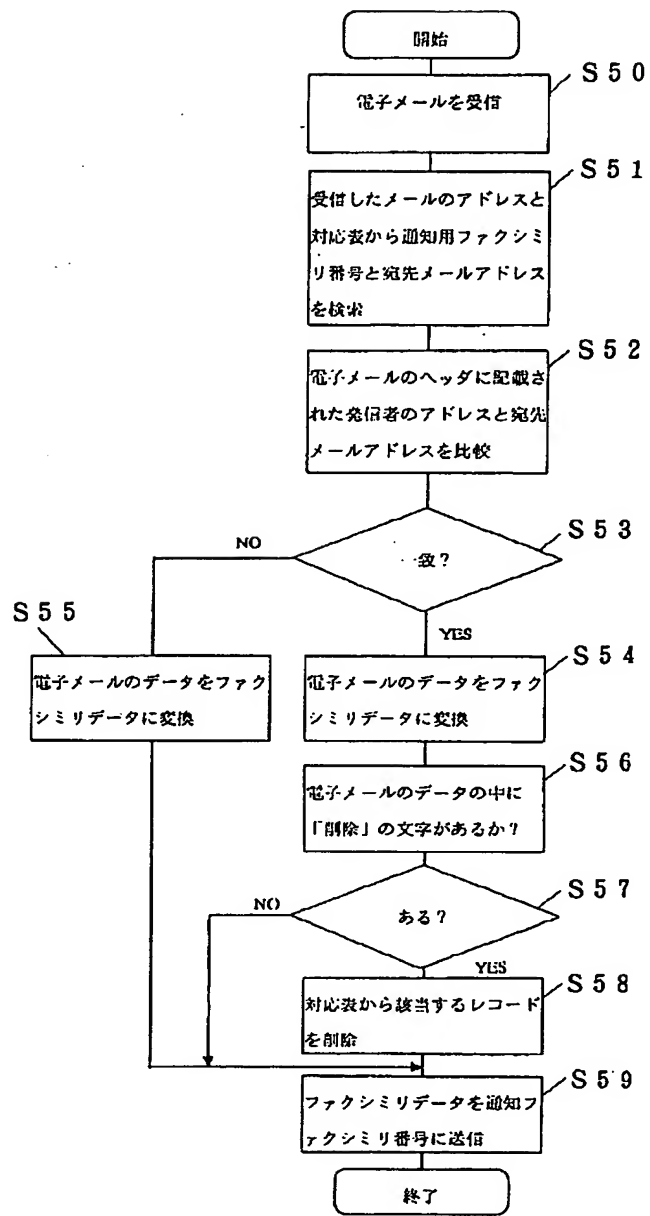 開始
S50
電子メールを受信
S51
受信したメールのアドレスと
対応表から通知用ファクシミ
リ番号と宛先メールアドレス
を検索
S52
電子メールのヘッダに記載さ
れた発信者のアドレスと宛先
メールアドレスを比較
S53
NO
一致?
S55
YES
S54
電子メールのデータをファク
シミリデータに変換
電子メールのデータをファク
シミリデータに変換
S56
電子メールのデータの中に
「削除」の文字があるか?
S57
NO
ある?
YES
S58
対応表から該当するレコード
を削除
S59
ファクシミリデータを通知フ
ァクシミリ番号に送信
終了